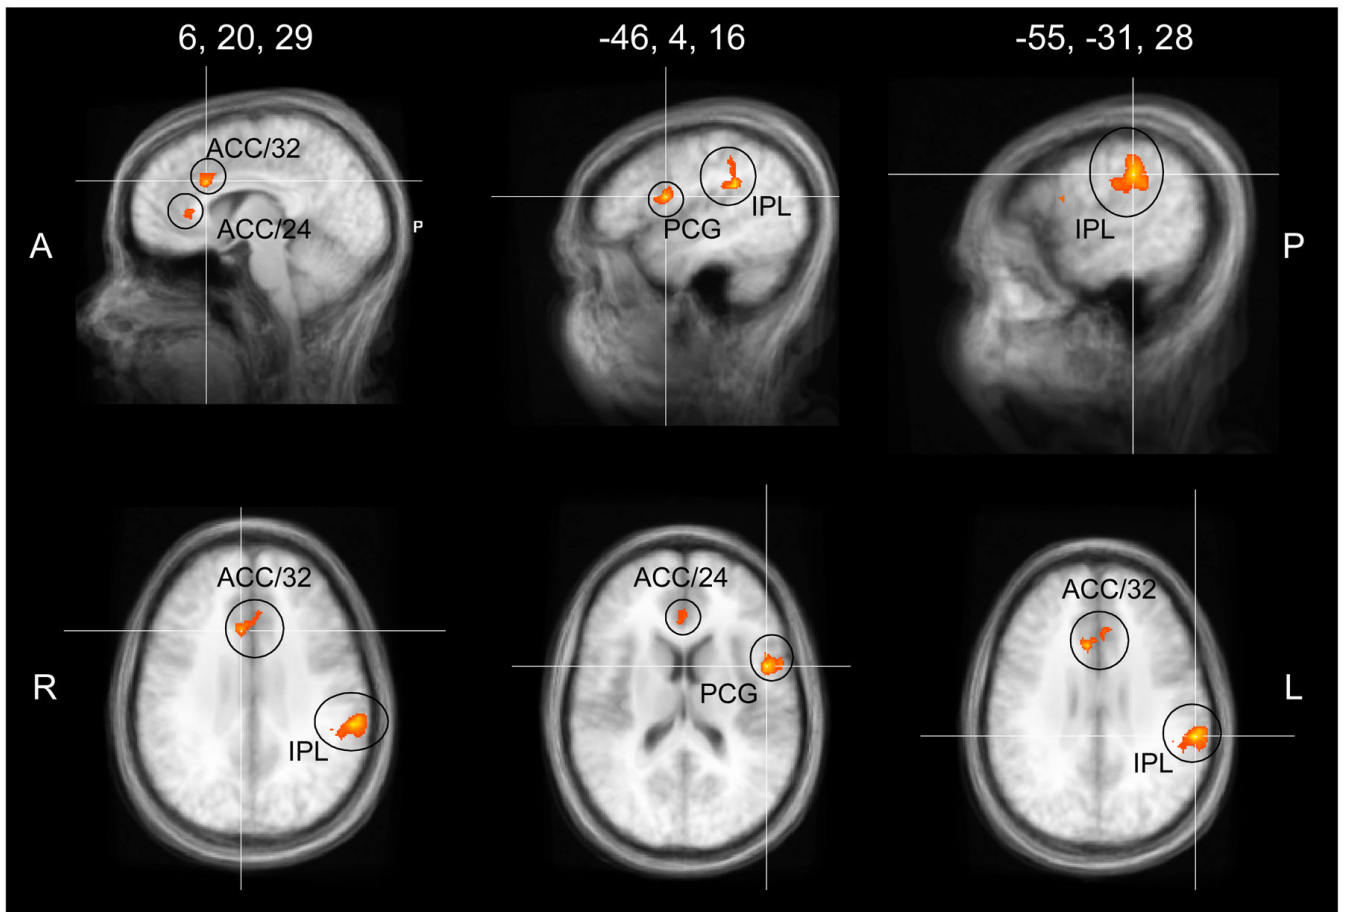 6, 20, 29
-46, 4, 16
-55, -31, 28
ACC/32
ACC/24
P
A
PCG
IPL
IPL
P
ACC/32
IPL
R
ACC/24
PCG
ACC/32
IPL
L